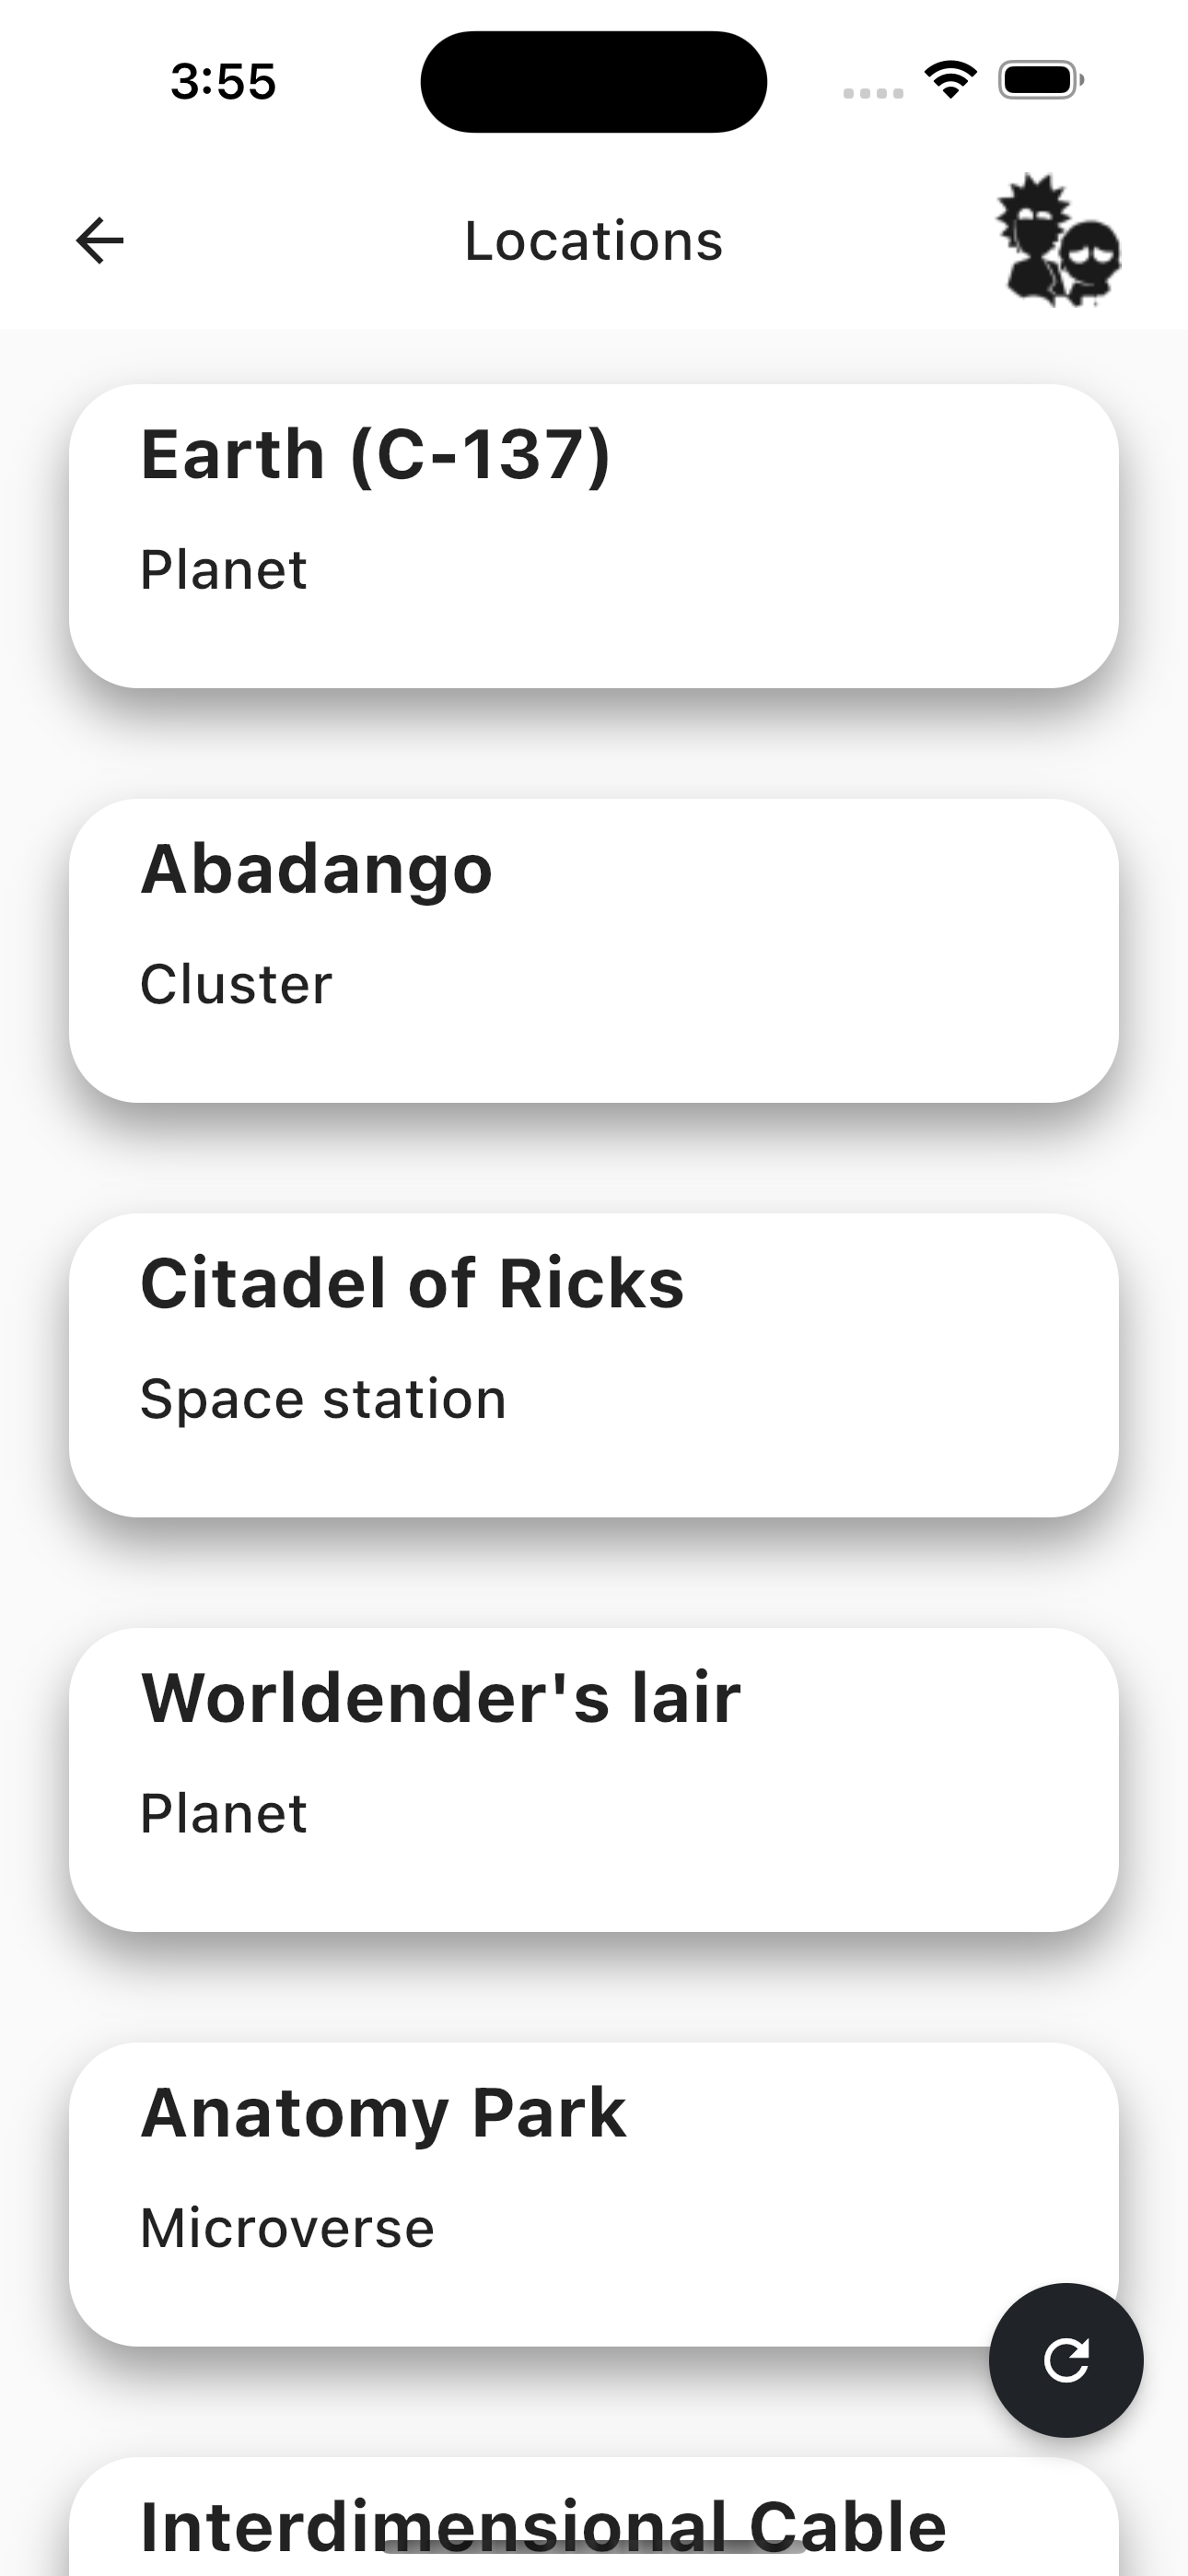 3:55
Locations
Earth (C-137)
Planet
Abadango
Cluster
Citadel of Ricks
Space station
Worldender's lair
Planet
Anatomy Park
Microverse
Interdimensional Cable